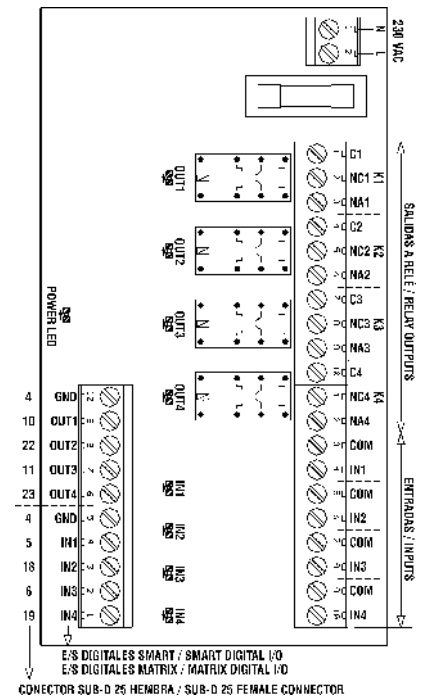 N
L
230 VAC
C1
NC1 K1
NA1
C2
NC2 K2
NA2
C3
NC3 K3
NA3
C4
NC4 K4
NA4
COM
IN1
COM
IN2
COM
IN3
COM
IN4
SALIDAS A RELÉ / RELAY OUTPUTS
ENTRADAS / INPUTS
OUT1
OUT2
OUT3
OUT4
IN1
IN2
IN3
IN4
POWER LED
4 GND
10 OUT1
22 OUT2
11 OUT3
23 OUT4
4 GND
5 IN1
18 IN2
6 IN3
19 IN4
E/S DIGITALES SMART / SMART DIGITAL I/O
E/S DIGITALES MATRIX / MATRIX DIGITAL I/O
CONECTOR SUB-D 25 HEMBRA / SUB-D 25 FEMALE CONNECTOR